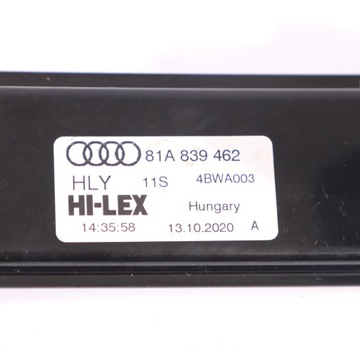 81A 839 462
HLY 11S 4BWA003
HI-LEX Hungary
14:35:58 13.10.2020 A